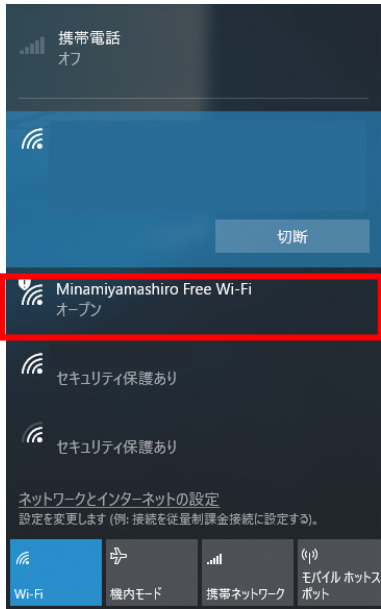 携帯電話
オフ
切断
Minamiyamashiro Free Wi-Fi
オープン
セキュリティ保護あり
セキュリティ保護あり
ネットワークとインターネットの設定
設定を変更します (例: 接続を従量制課金接続に設定する)。
Wi-Fi
機内モード
携帯ネットワーク
モバイル ホットス
ポット